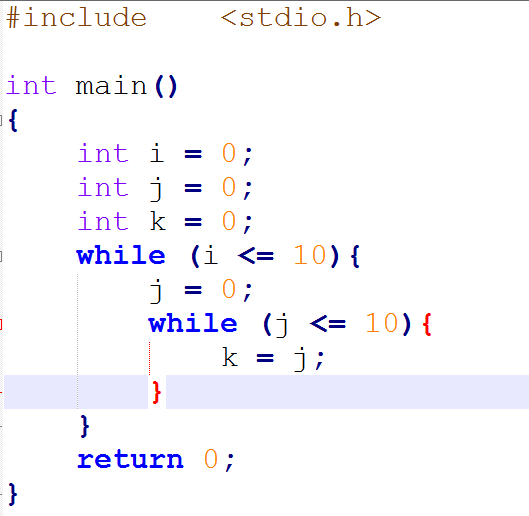 #include    <stdio.h>
int main()
{
    int i = 0;
    int j = 0;
    int k = 0;
    while (i <= 10){
        j = 0;
        while (j <= 10){
            k = j;
        }
    }
    return 0;
}